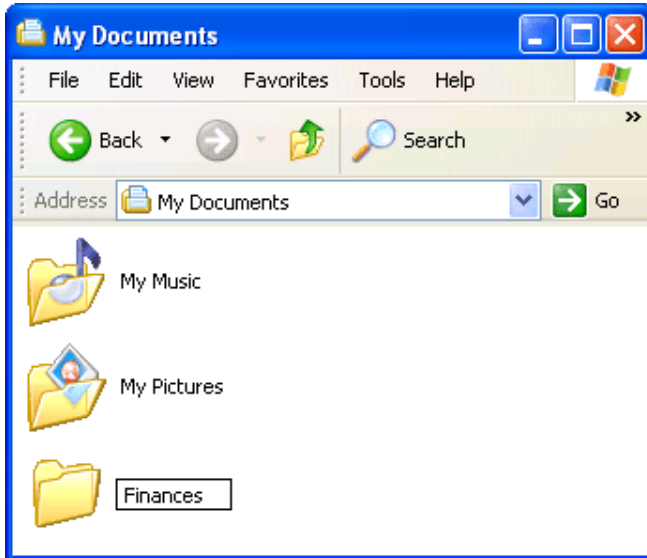 My Documents
File Edit View Favorites Tools Help
Back Search »
Address My Documents Go
My Music
My Pictures
Finances